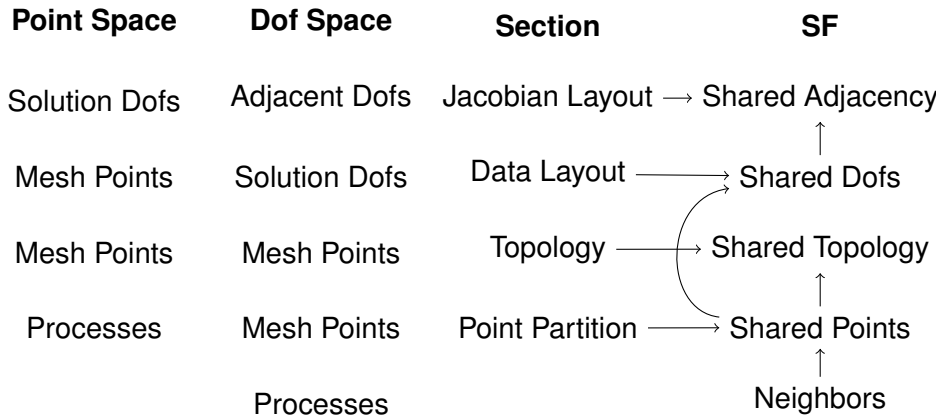 Point Space Dof Space Section SF
Solution Dofs Adjacent Dofs Jacobian Layout Shared Adjacency
Mesh Points Solution Dofs Data Layout Shared Dofs
Mesh Points Mesh Points Topology Shared Topology
Processes Mesh Points Point Partition Shared Points
Processes Neighbors